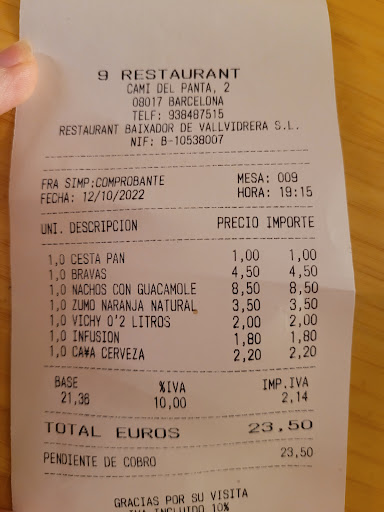 9 RESTAURANT
CAMI DEL PANTA, 2
08017 BARCELONA
TELF: 938487515
RESTAURANT BAIXADOR DE VALLVIDRERA S.L.
NIF: B-10538007
FRA SIMP:COMPROBANTE MESA: 009
FECHA: 12/10/2022 HORA: 19:15
UNI. DESCRIPCION PRECIO IMPORTE
1,0 CESTA PAN 1,00 1,00
1,0 BRAVAS 4,50 4,50
1,0 NACHOS CON GUACAMOLE 8,50 8,50
1,0 ZUMO NARANJA NATURAL 3,50 3,50
1,0 VICHY 0'2 LITROS 2,00 2,00
1,0 INFUSION 1,80 1,80
1,0 CA¥A CERVEZA 2,20 2,20
BASE %IVA IMP.IVA
21,36 10,00 2,14
TOTAL EUROS 23,50
PENDIENTE DE COBRO 23,50
GRACIAS POR SU VISITA
IVA INCLUIDO 10%